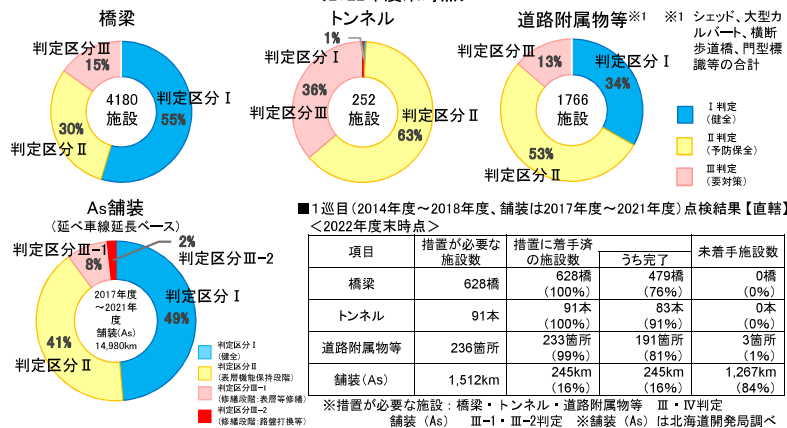 橋梁
判定区分Ⅲ
15%
判定区分Ⅰ
55%
30%
判定区分Ⅱ
4180
施設
トンネル
1%
判定区分Ⅰ
36%
判定区分Ⅲ
252
施設
判定区分Ⅱ
63%
道路附属物等※1
判定区分Ⅲ
13%
判定区分Ⅰ
34%
1766
施設
53%
判定区分Ⅱ
※1 シェッド、大型カ
ルバート、横断
歩道橋、門型標
識等の合計
Ⅰ判定
(健全)
Ⅱ判定
(予防保全)
Ⅲ判定
(要対策)
As舗装
(延べ車線延長ベース)
判定区分Ⅲ-1
8%
2%
判定区分Ⅲ-2
判定区分Ⅰ
49%
41%
判定区分Ⅱ
2017年度
~2021年
度
舗装(As)
14,980km
判定区分Ⅰ
(健全)
判定区分Ⅱ
(表層機能保持段階)
判定区分Ⅲ-1
(修繕段階:表層等修繕)
判定区分Ⅲ-2
(修繕段階:路盤打換等)
■1巡目(2014年度~2018年度、舗装は2017年度~2021年度)点検結果【直轄】
<2022年度末時点>
項目 措置が必要な施設数 措置に着手済の施設数 うち完了 未着手施設数
橋梁 628橋 628橋(100%) 479橋(76%) 0橋(0%)
トンネル 91本 91本(100%) 83本(91%) 0本(0%)
道路附属物等 236箇所 233箇所(99%) 191箇所(81%) 3箇所(1%)
舗装(As) 1,512km 245km(16%) 245km(16%) 1,267km(84%)
※措置が必要な施設:橋梁・トンネル・道路附属物等 Ⅲ・Ⅳ判定
舗装(As) Ⅲ-1・Ⅲ-2判定 ※舗装(As)は北海道開発局調べ